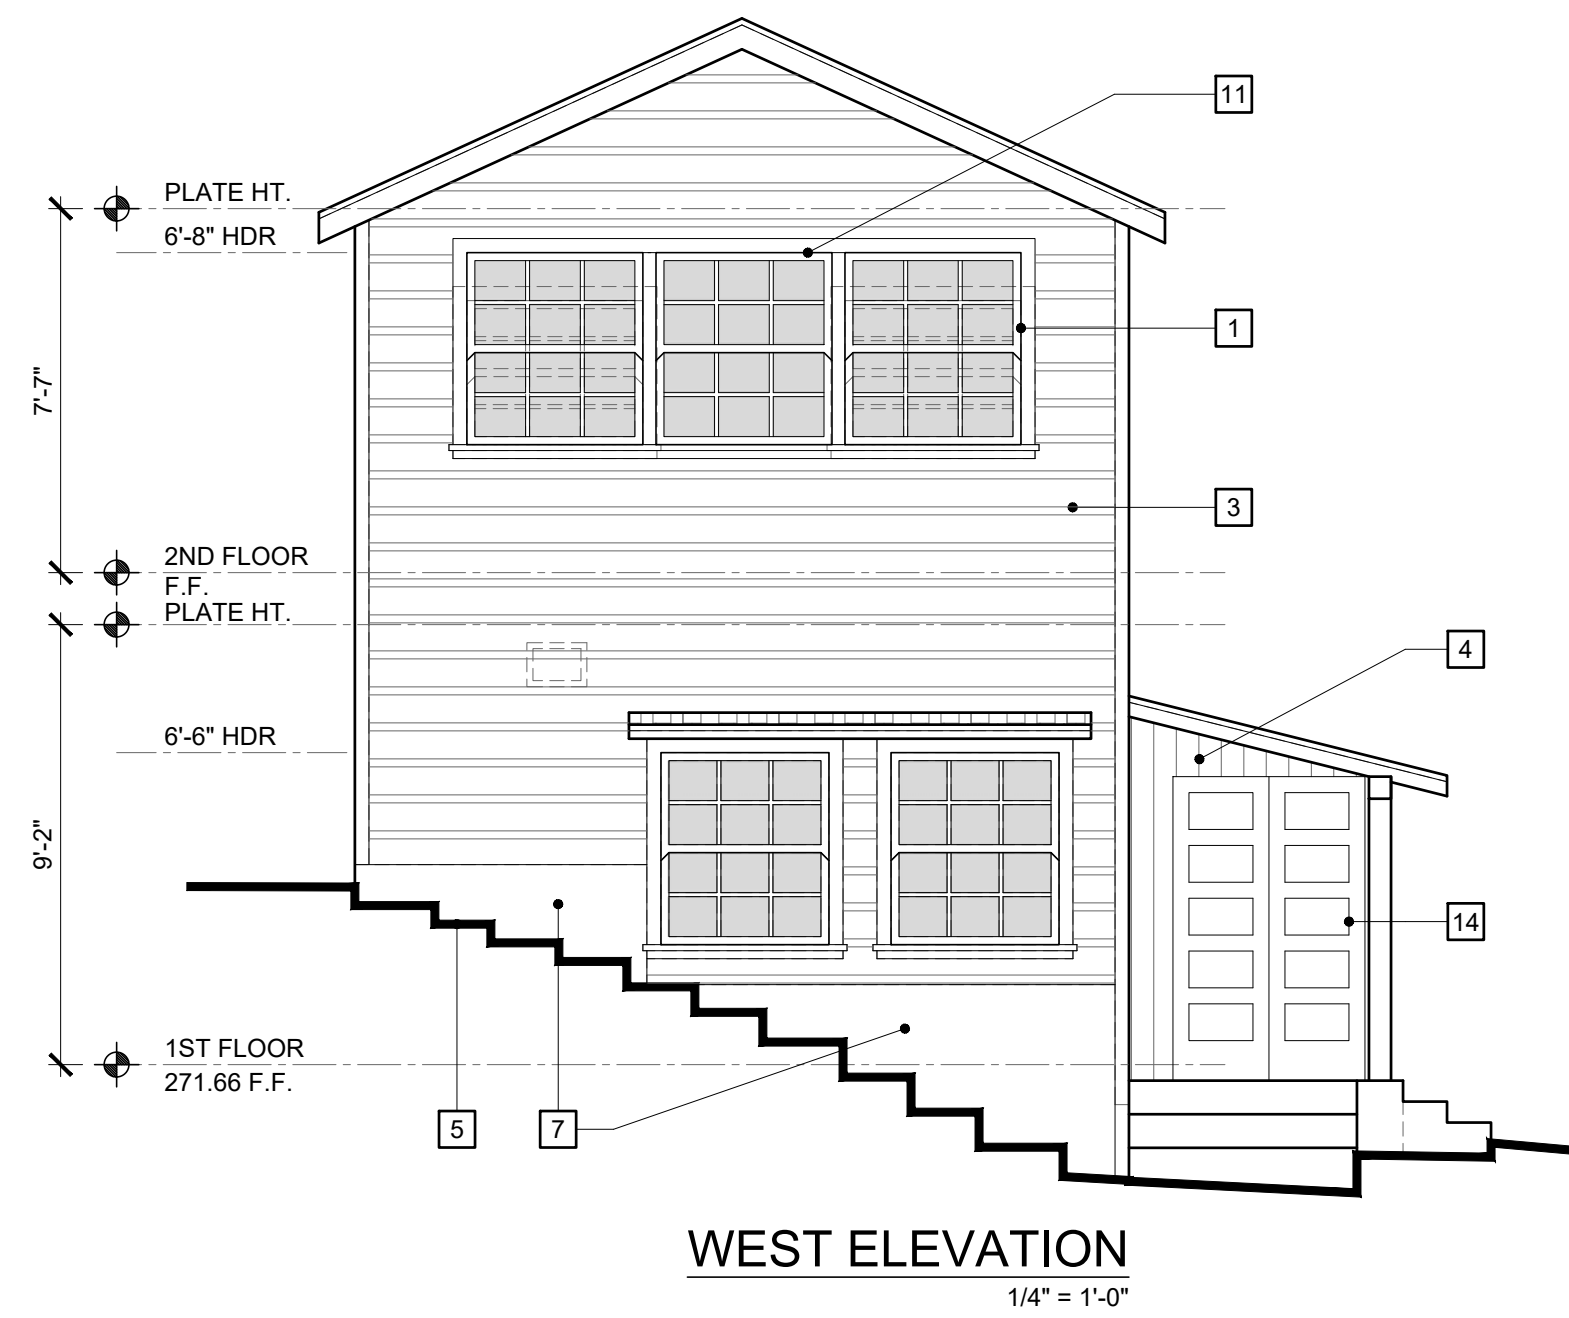 11
PLATE HT.
6'-8" HDR
1
7'-7"
3
2ND FLOOR
F.F.
PLATE HT.
4
6'-6" HDR
9'-2"
14
1ST FLOOR
271.66 F.F.
5
7
WEST ELEVATION
1/4" = 1'-0"